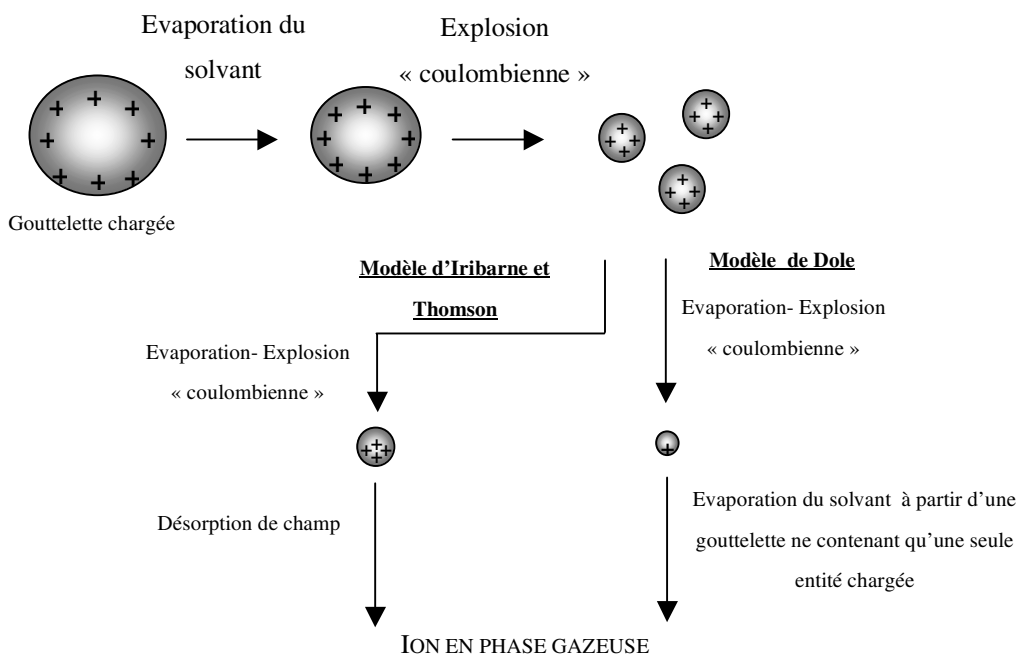 Evaporation du
solvant
Explosion
« coulombienne »
+ + + + + + + +
+ + + + + + + +
+ + + +
+ + + +
+ + + +
Gouttelette chargée
Modèle d'Iribarne et
Thomson
Modèle de Dole
Evaporation- Explosion
« coulombienne »
Evaporation- Explosion
« coulombienne »
+ + + +
+
Désorption de champ
Evaporation du solvant à partir d'une
gouttelette ne contenant qu'une seule
entité chargée
ION EN PHASE GAZEUSE